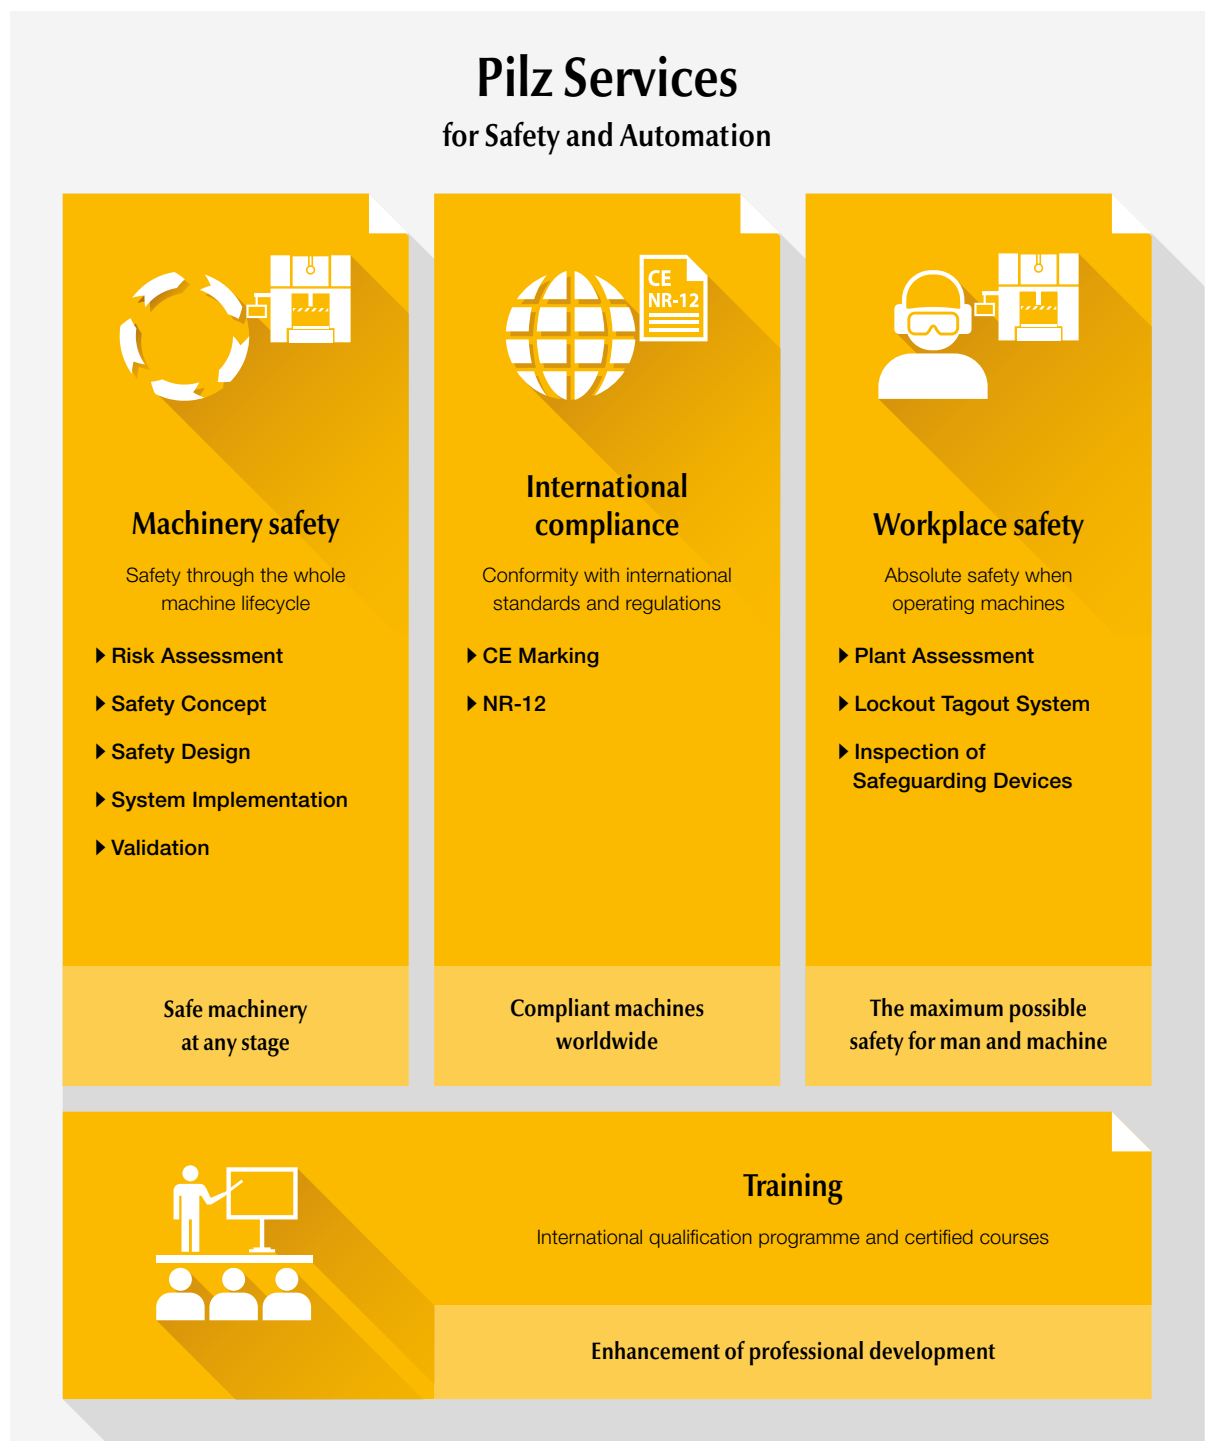 Pilz Services
for Safety and Automation
CE
NR-12
Machinery safety
Safety through the whole
machine lifecycle
Risk Assessment
Safety Concept
Safety Design
System Implementation
Validation
Safe machinery
at any stage
International
compliance
Conformity with international
standards and regulations
CE Marking
NR-12
Compliant machines
worldwide
Workplace safety
Absolute safety when
operating machines
Plant Assessment
Lockout Tagout System
Inspection of
Safeguarding Devices
The maximum possible
safety for man and machine
Training
International qualification programme and certified courses
Enhancement of professional development